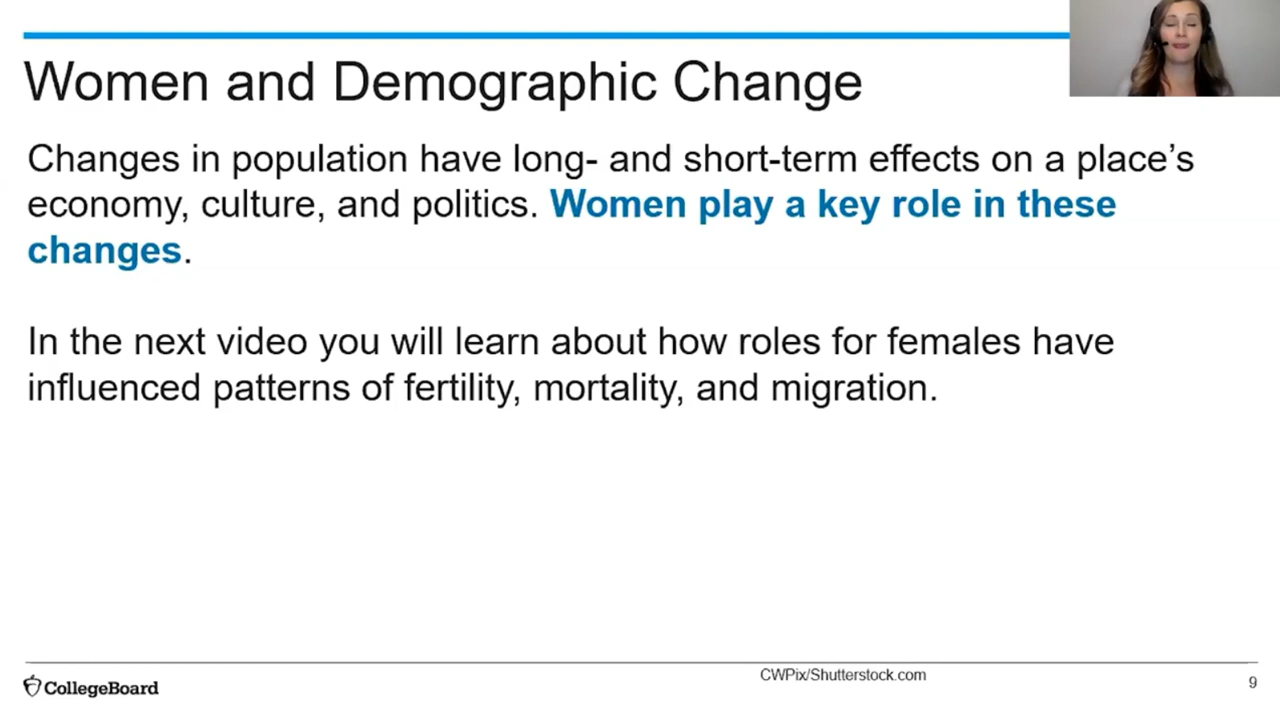 Women and Demographic Change
Changes in population have long- and short-term effects on a place’s
economy, culture, and politics. Women play a key role in these
changes.
In the next video you will learn about how roles for females have
influenced patterns of fertility, mortality, and migration.
CollegeBoard
CWPix/Shutterstock.com
9